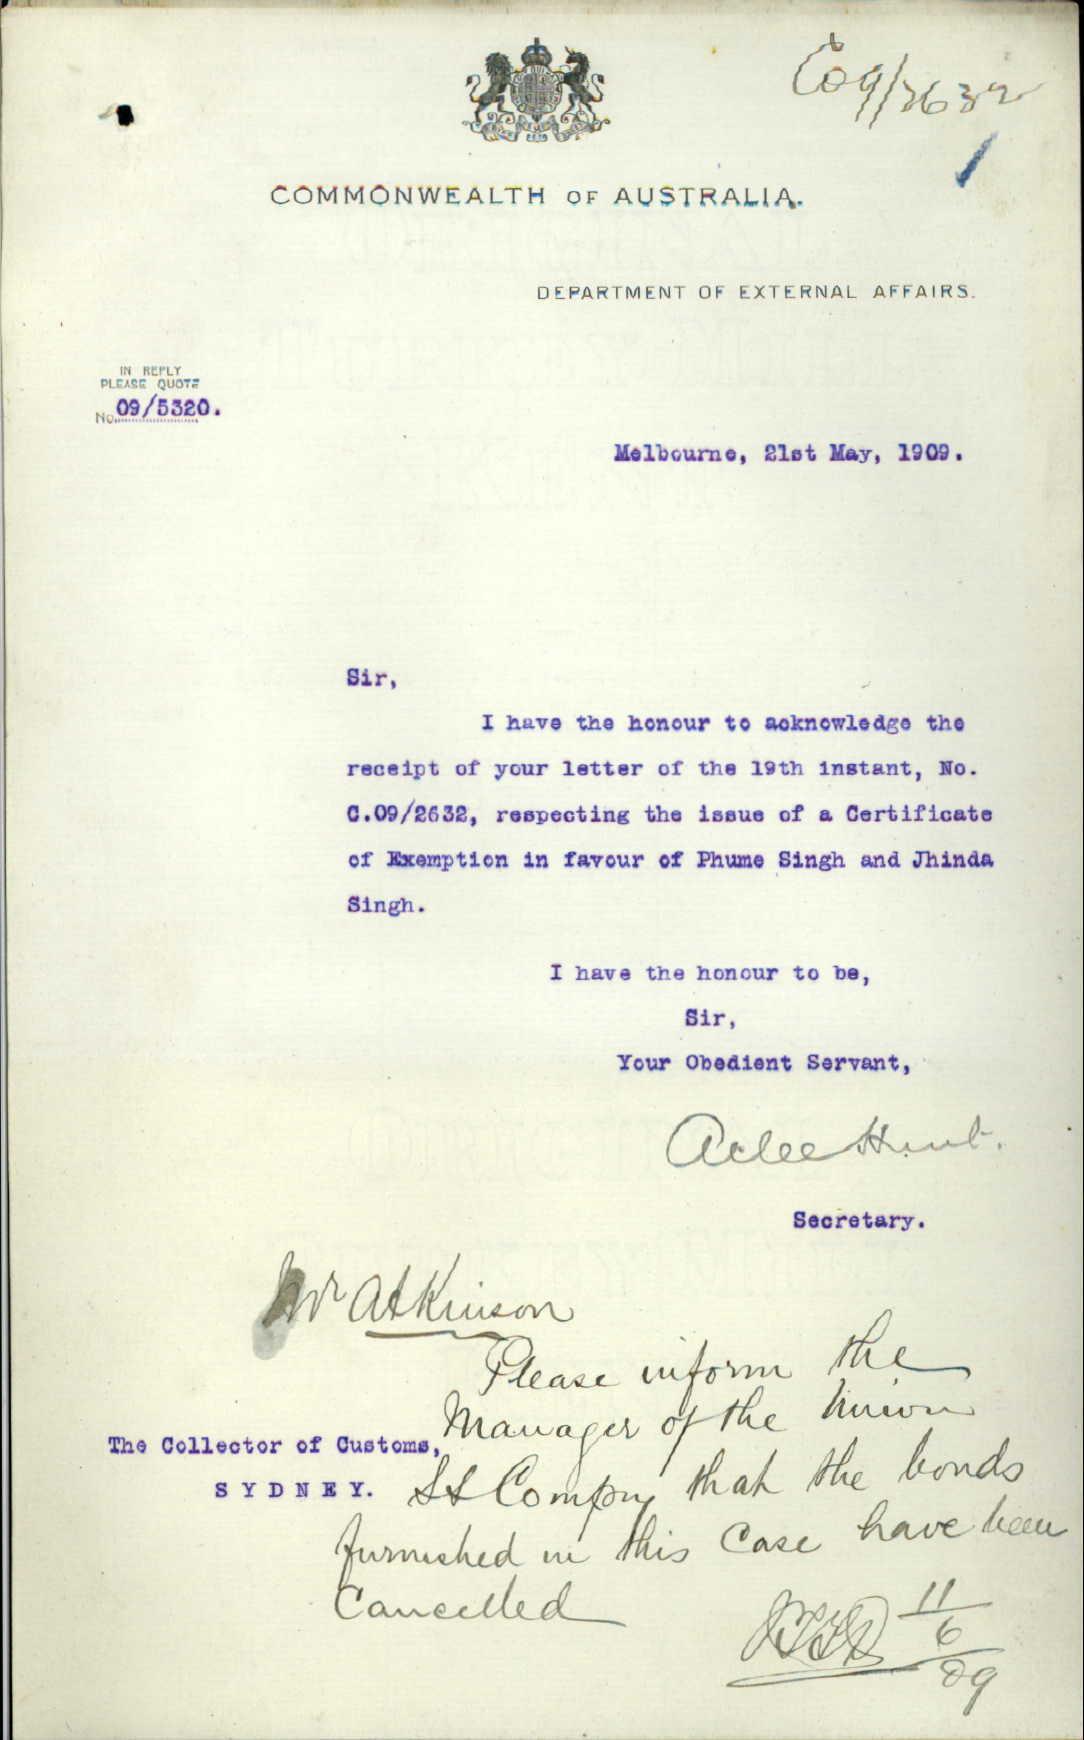 C09/2632
COMMONWEALTH OF AUSTRALIA.
DEPARTMENT OF EXTERNAL AFFAIRS.
IN REPLY
PLEASE QUOTE
No. 09/5320.
Melbourne, 21st May, 1909.
Sir,
I have the honour to acknowledge the
receipt of your letter of the 19th instant, No.
C.09/2632, respecting the issue of a Certificate
of Exemption in favour of Phume Singh and Jhinda
Singh.
I have the honour to be,
Sir,
Your Obedient Servant,
Atlee Hunt.
Secretary.
Mr Atkinson
Please inform the
Manager of the Union
The Collector of Customs,
SYDNEY.
SS Compny that the bonds
furnished in this case have been
Cancelled
11/6/09